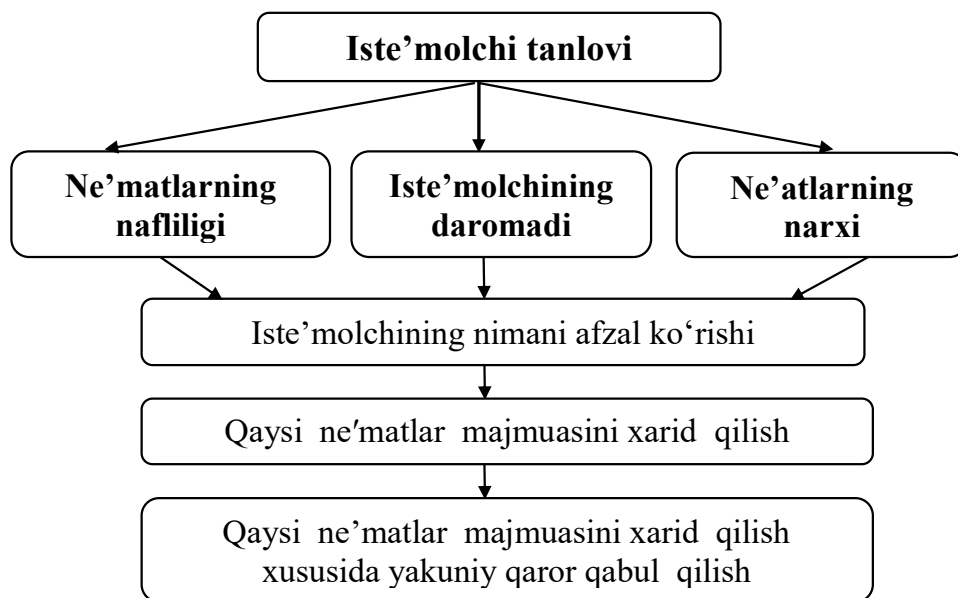 Iste’molchi tanlovi
Ne’matlarning
nafliligi
Iste’molchining
daromadi
Ne’atlarning
narxi
Iste’molchining nimani afzal ko‘rishi
Qaysi ne′matlar majmuasini xarid qilish
Qaysi ne’matlar majmuasini xarid qilish
xususida yakuniy qaror qabul qilish